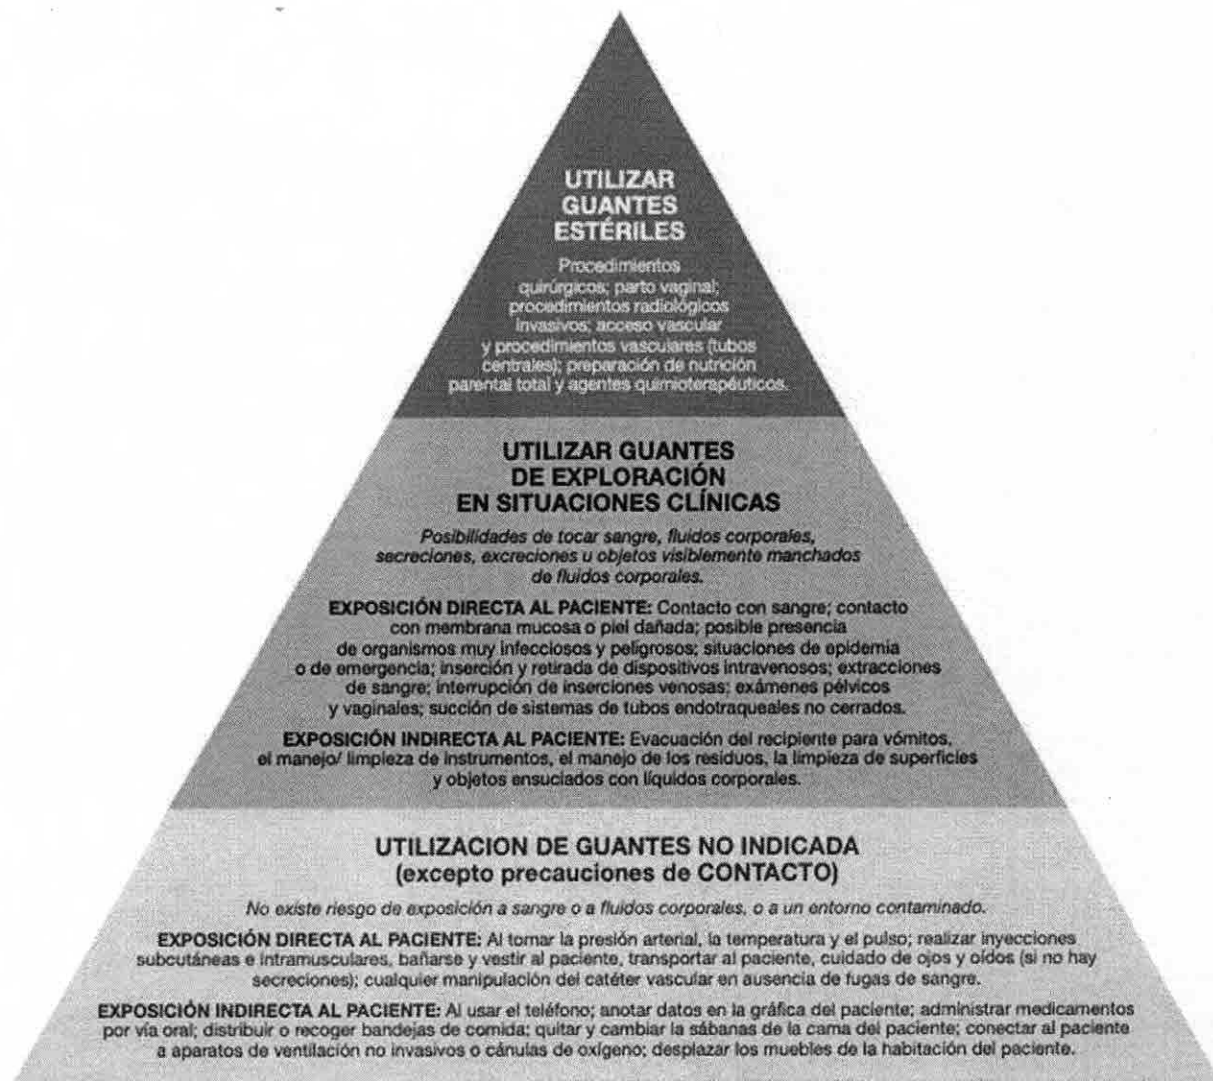 UTILIZAR
GUANTES
ESTÉRILES
Procedimientos
quirúrgicos; parto vaginal;
procedimientos radiológicos
invasivos; acceso vascular
y procedimientos vasculares (tubos
centrales); preparación de nutrición
parental total y agentes quimioterapéuticos.
UTILIZAR GUANTES
DE EXPLORACIÓN
EN SITUACIONES CLÍNICAS
Posibilidades de tocar sangre, fluidos corporales,
secreciones, excreciones u objetos visiblemente manchados
de fluidos corporales.
EXPOSICIÓN DIRECTA AL PACIENTE: Contacto con sangre; contacto
con membrana mucosa o piel dañada; posible presencia
de organismos muy infecciosos y peligrosos; situaciones de epidemia
o de emergencia; inserción y retirada de dispositivos intravenosos; extracciones
de sangre; interrupción de inserciones venosas; exámenes pélvicos
y vaginales; succión de sistemas de tubos endotraqueales no cerrados.
EXPOSICIÓN INDIRECTA AL PACIENTE: Evacuación del recipiente para vómitos,
el manejo/ limpieza de instrumentos, el manejo de los residuos, la limpieza de superficies
y objetos ensuciados con líquidos corporales.
UTILIZACION DE GUANTES NO INDICADA
(excepto precauciones de CONTACTO)
No existe riesgo de exposición a sangre o a fluidos corporales, o a un entorno contaminado.
EXPOSICIÓN DIRECTA AL PACIENTE: Al tomar la presión arterial, la temperatura y el pulso; realizar inyecciones
subcutáneas e intramusculares, bañarse y vestir al paciente, transportar al paciente, cuidado de ojos y oídos (si no hay
secreciones); cualquier manipulación del catéter vascular en ausencia de fugas de sangre.
EXPOSICIÓN INDIRECTA AL PACIENTE: Al usar el teléfono; anotar datos en la gráfica del paciente; administrar medicamentos
por vía oral; distribuir o recoger bandejas de comida; quitar y cambiar la sábanas de la cama del paciente; conectar al paciente
a aparatos de ventilación no invasivos o cánulas de oxígeno; desplazar los muebles de la habitación del paciente.